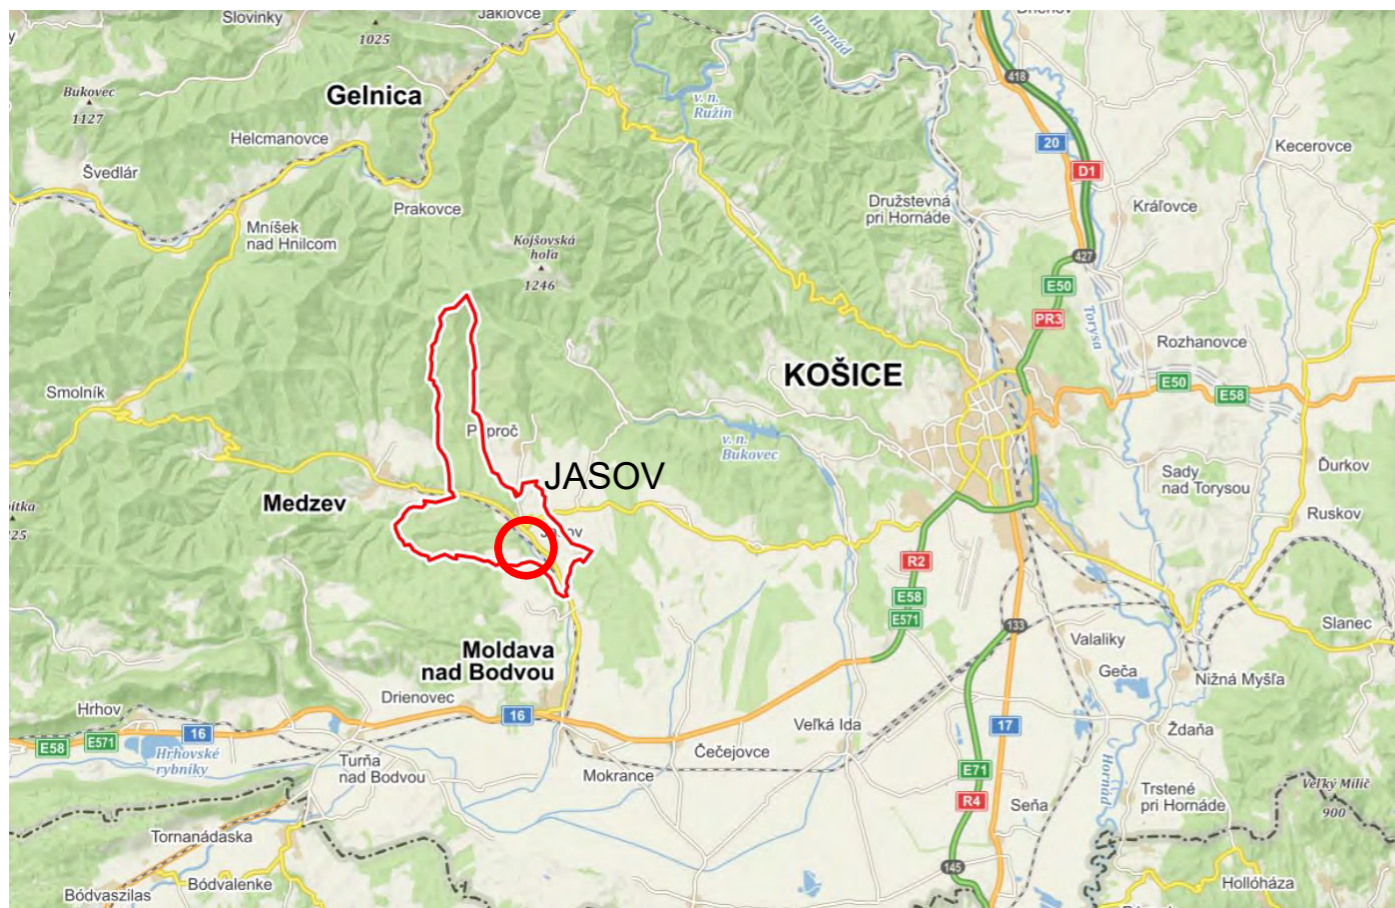 Slovinky
Jaklovce
1025
Hornád
418
Bukovec
1127
Gelnica
v. n.
Ružín
Helcmanovce
20
Kecerovce
Švedlár
D1
Prakovce
Družstevná
pri Hornáde
Kráľovce
Mníšek
nad Hnilcom
Kojšovská
hoľa
1246
427
E50
PR3
Torysa
Rozhanovce
KOŠICE
Smolník
E50
E58
v. n.
Bukovec
JASOV
Sady
nad Torysou
Ďurkov
Medzev
Ruskov
R2
E58
E571
133
Slanec
Valaliky
Moldava
nad Bodvou
Geča
Nižná Myšľa
Drienovec
Hrhov
16
16
E58
E571
Hrhovské
rybníky
17
Veľká Ida
Ždaňa
Čečejovce
Turňa
nad Bodvou
Mokrance
E71
R4
Hornád
Trstené
pri Hornáde
Veľký Milič
900
Seňa
Tornanádaska
145
Bódvalenke
Bódvaszilas
Hollóháza